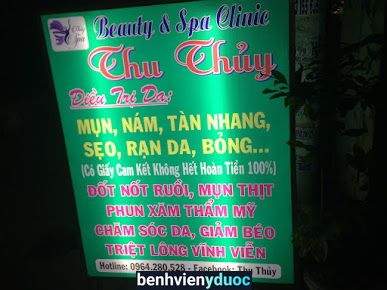 Beauty & Spa Clinic
Thu Thủy
Điều Trị Da:
MỤN, NÁM, TÀN NHANG,
SẸO, RẠN DA, BỎNG...
(Có Giấy Cam Kết Không Hết Hoàn Tiền 100%)
ĐỐT NỐT RUỒI, MỤN THỊT
PHUN XĂM THẨM MỸ
CHĂM SÓC DA, GIẢM BÉO
TRIỆT LÔNG VĨNH VIỄN
Hotline: 0964.280.528 - Facebook: Thu Thủy
benhvienyduoc